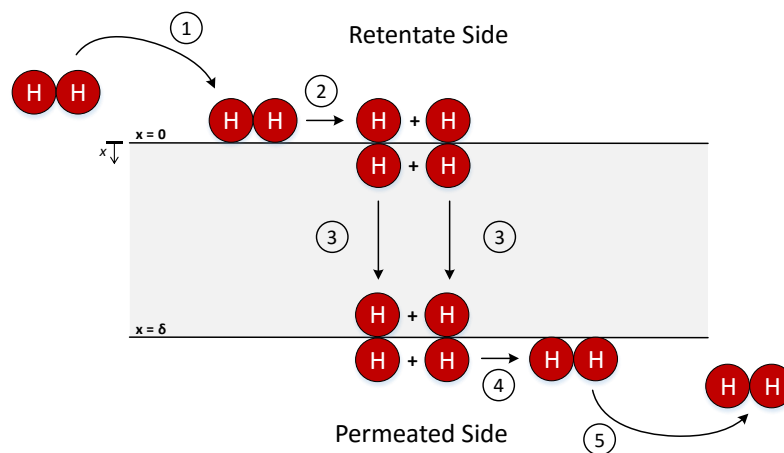 Retentate Side
1
H H
2
H H
H + H
x = 0
x
H + H
3
3
H + H
x = δ
H + H
4
H H
H H
5
Permeated Side